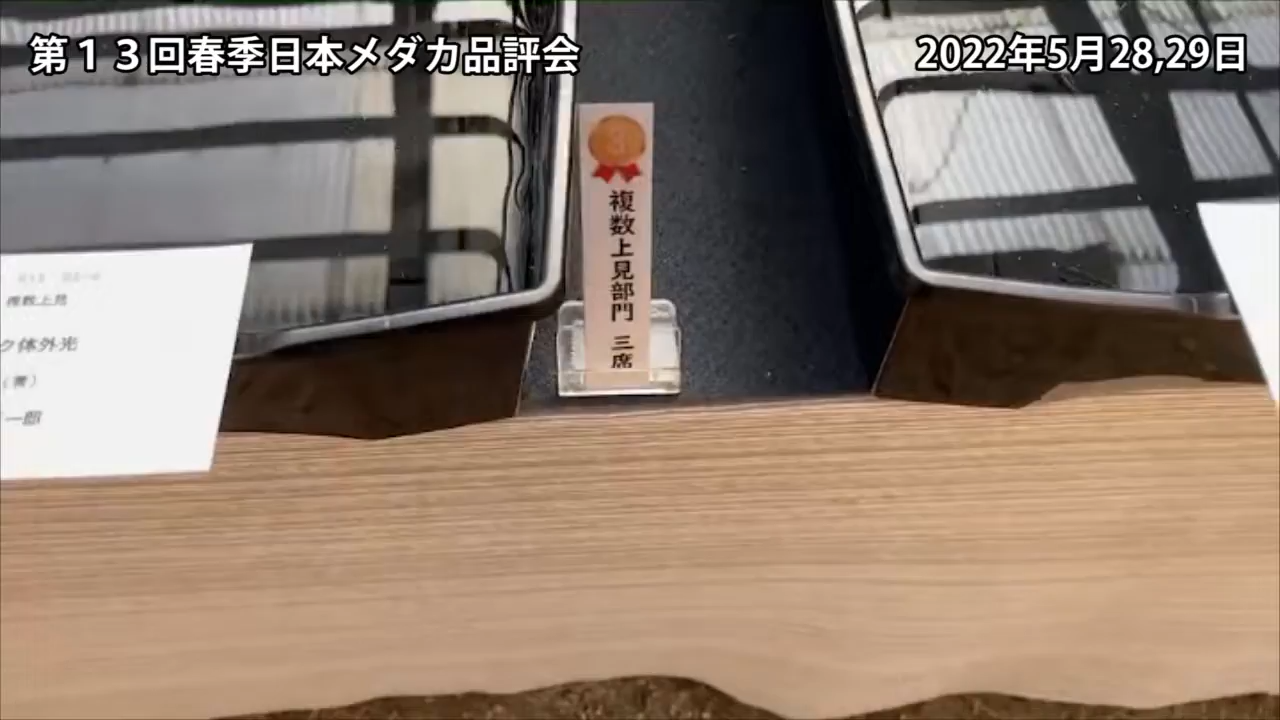 第１３回春季日本メダカ品評会
2022年5月28,29日
3
複数上見部門 三席
複数上見
ク体外光
（青）
一郎